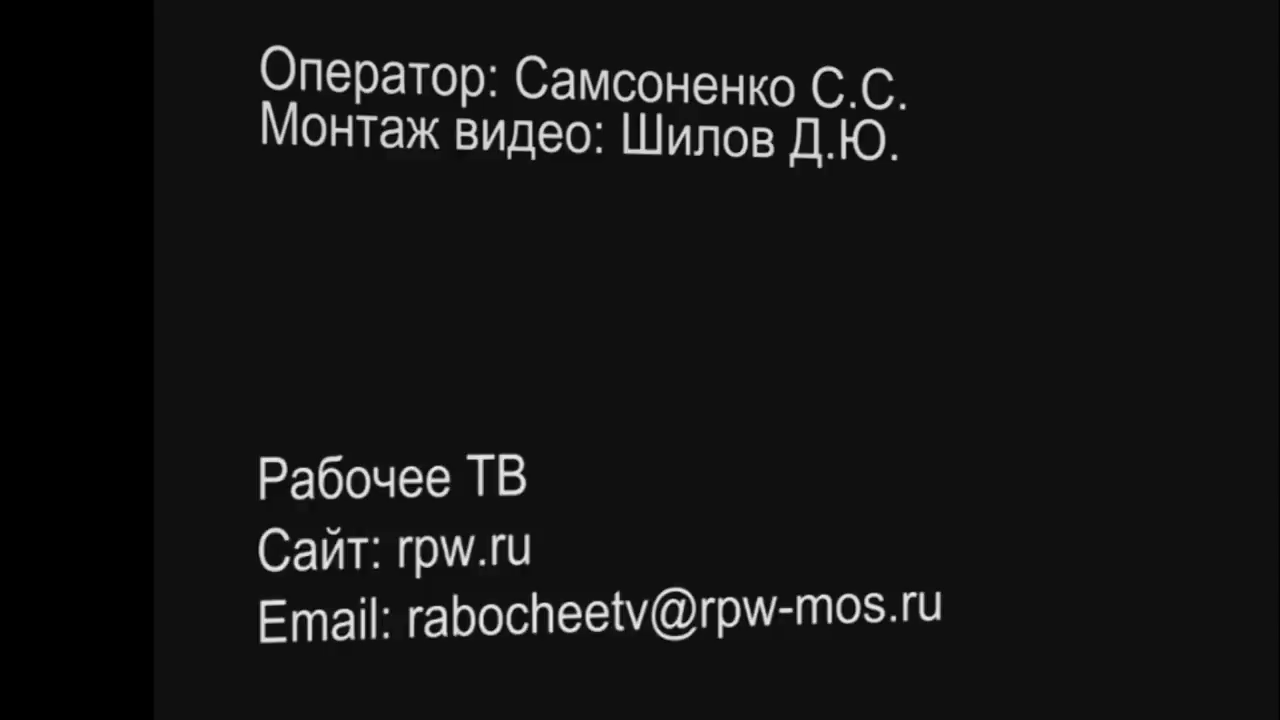 Оператор: Самсоненко С.С.
Монтаж видео: Шилов Д.Ю.
Рабочее ТВ
Сайт: rpw.ru
Email: rabocheetv@rpw-mos.ru